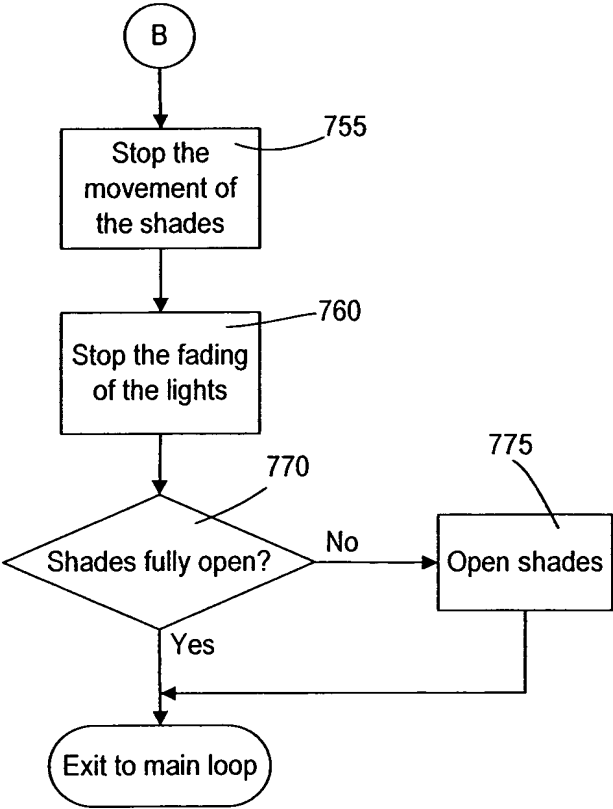 B
755
Stop the
movement of
the shades
760
Stop the fading
of the lights
770
775
Shades fully open?
No
Open shades
Yes
Exit to main loop